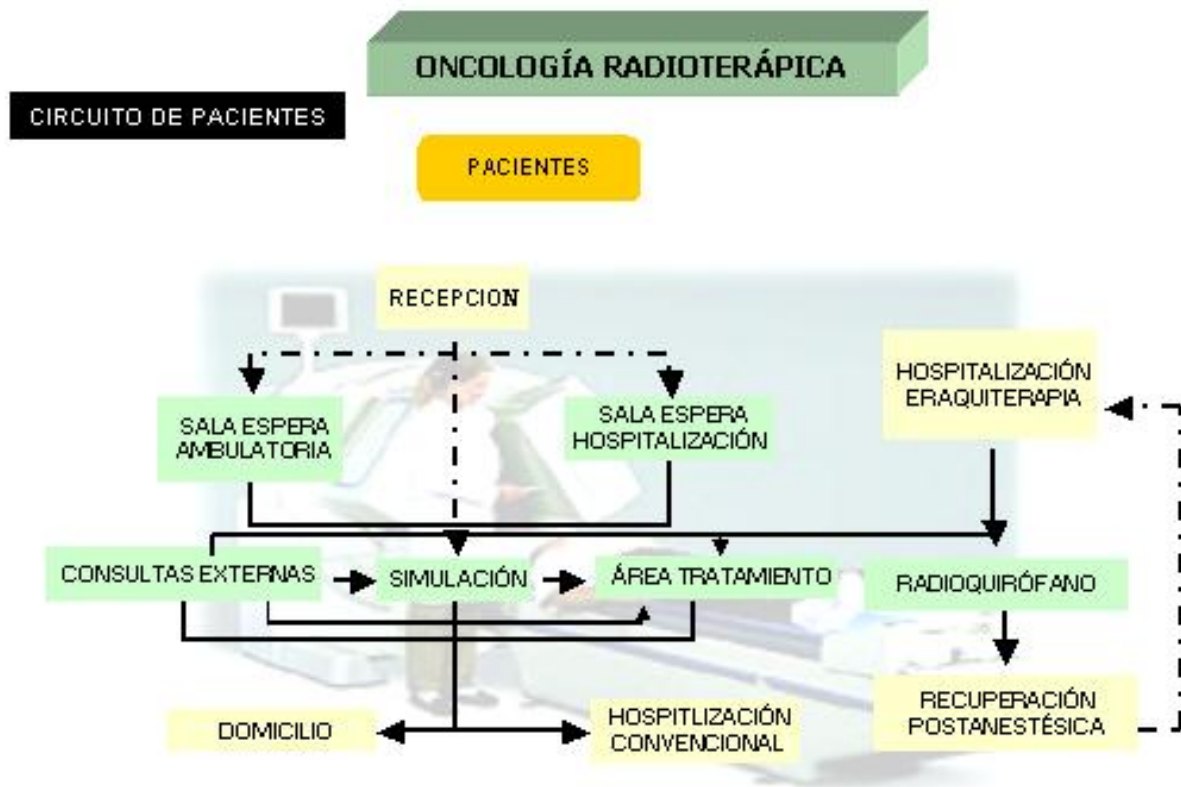 ONCOLOGÍA RADIOTERÁPICA
CIRCUITO DE PACIENTES
PACIENTES
RECEPCION
HOSPITALIZACIÓN
ERAQUITERAPIA
SALA ESPERA
AMBULATORIA
SALA ESPERA
HOSPITALIZACIÓN
CONSULTAS EXTERNAS
SIMULACIÓN
ÁREA TRATAMIENTO
RADIOQUIRÓFANO
DOMICILIO
HOSPITLIZACIÓN
CONVENCIONAL
RECUPERACIÓN
POSTANESTÉSICA